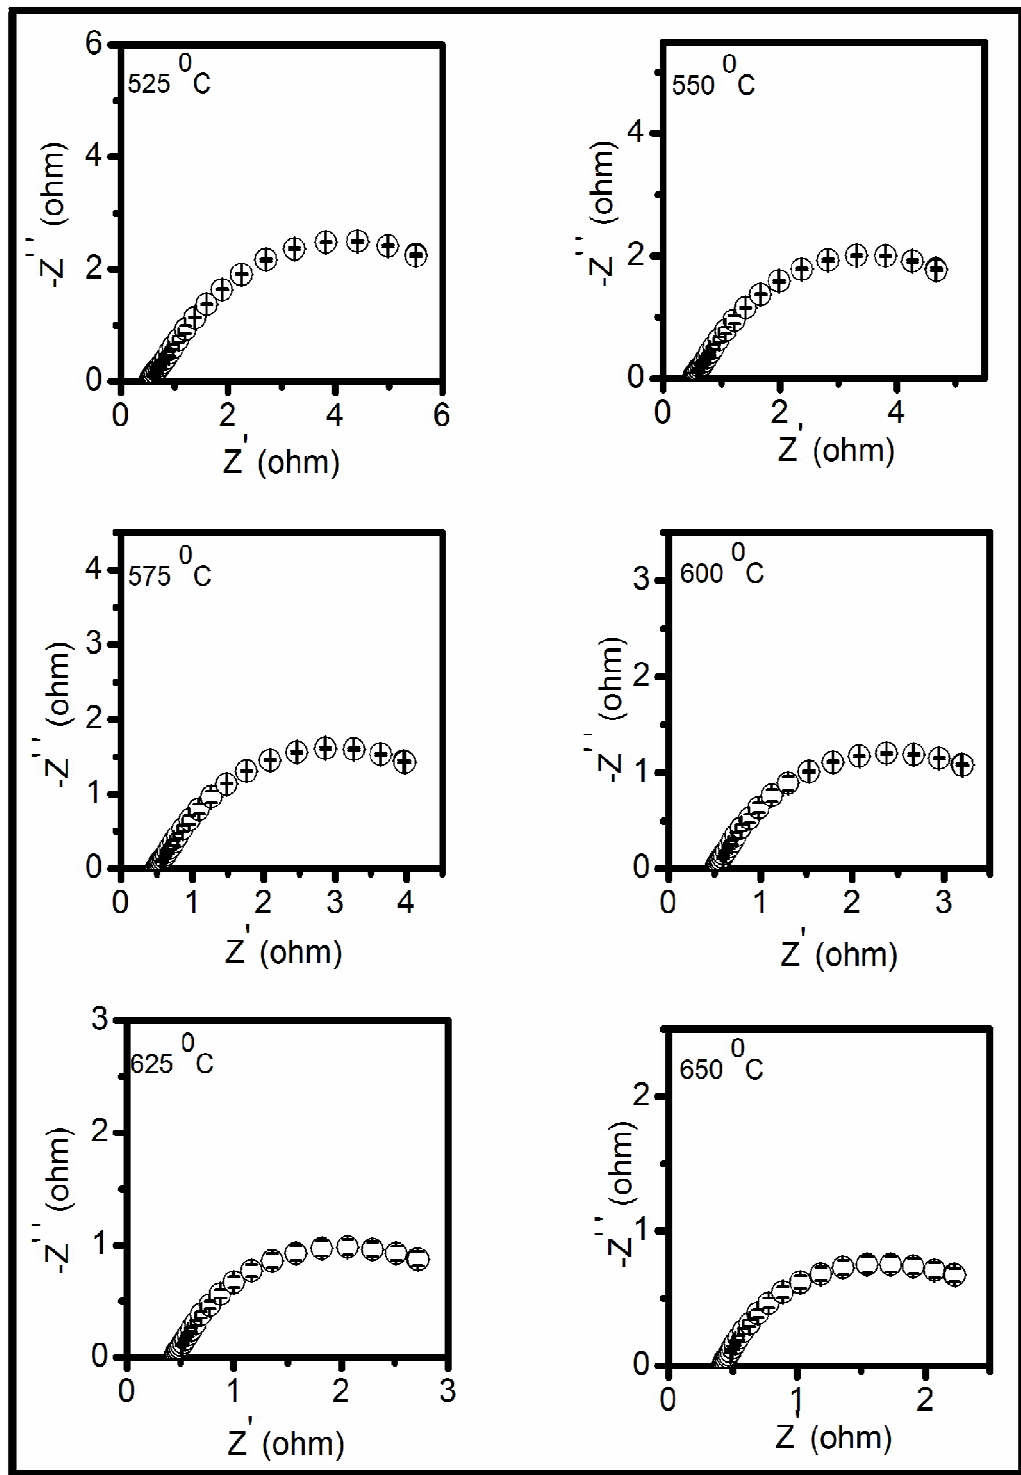 525 ⁰C
6
4
2
0
-Z'' (ohm)
0 2 4 6
Z' (ohm)
550 ⁰C
4
2
0
-Z'' (ohm)
0 2 4
Z' (ohm)
575 ⁰C
4
3
2
1
0
-Z'' (ohm)
0 1 2 3 4
Z' (ohm)
600 ⁰C
3
2
1
0
-Z'' (ohm)
0 1 2 3
Z' (ohm)
625 ⁰C
3
2
1
0
-Z'' (ohm)
0 1 2 3
Z' (ohm)
650 ⁰C
2
1
0
-Z'' (ohm)
0 1 2
Z' (ohm)